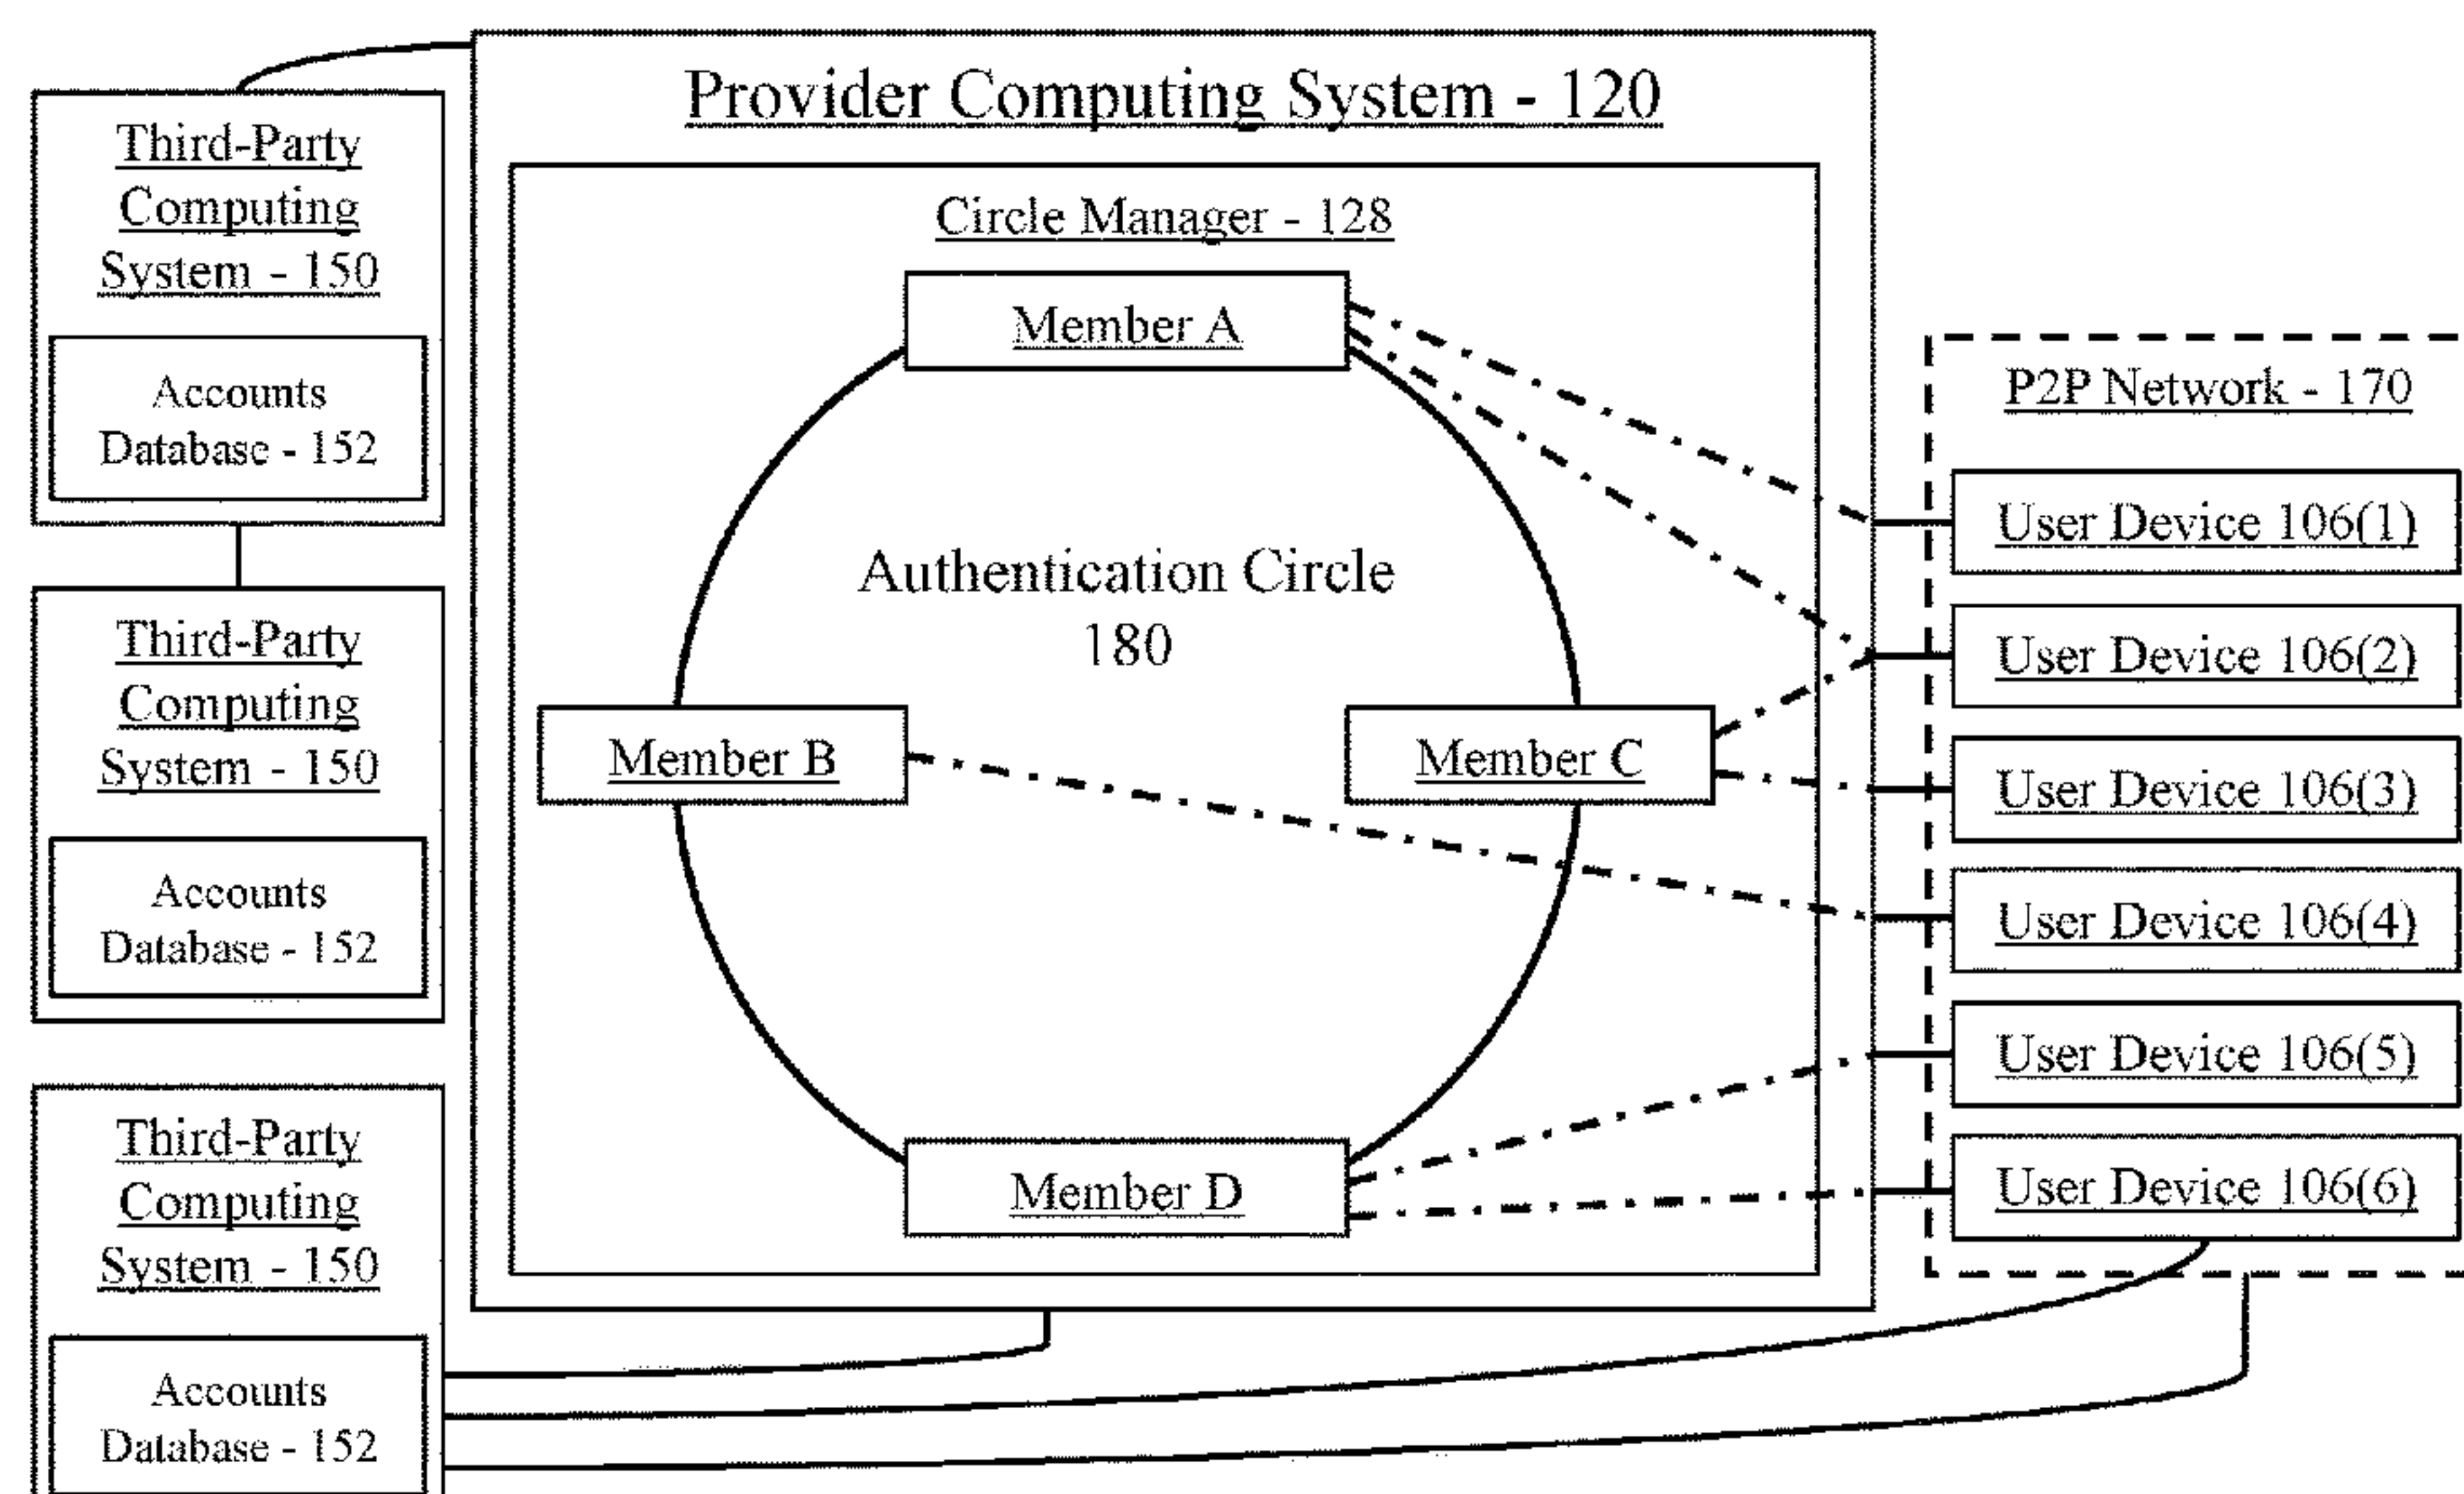 Provider Computing System - 120
Third-Party
Computing
System - 150
Accounts
Database - 152
Third-Party
Computing
System - 150
Accounts
Database - 152
Third-Party
Computing
System - 150
Accounts
Database - 152
Circle Manager - 128
Member A
Authentication Circle
180
Member B
Member C
Member D
P2P Network - 170
User Device 106(1)
User Device 106(2)
User Device 106(3)
User Device 106(4)
User Device 106(5)
User Device 106(6)